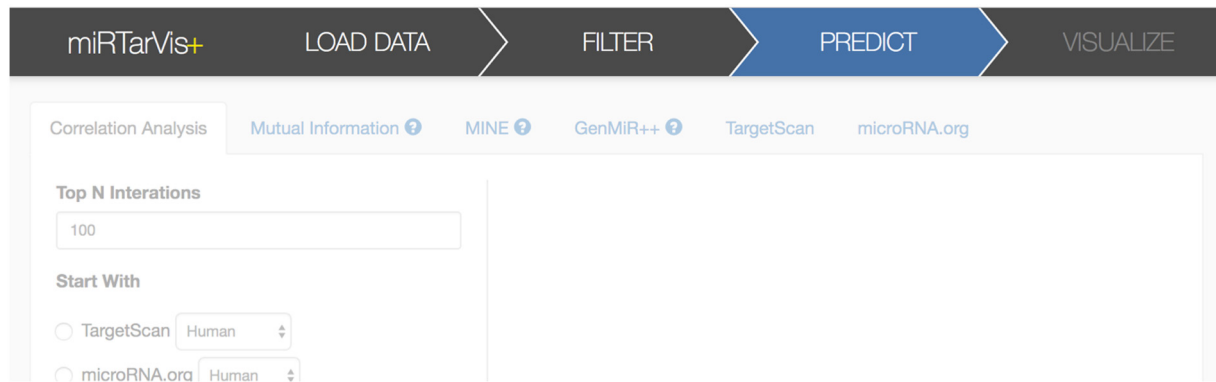 miRTarVis+ LOAD DATA FILTER PREDICT VISUALIZE
Correlation Analysis Mutual Information ? MINE ? GenMiR++ ? TargetScan microRNA.org
Top N Interations
100
Start With
TargetScan Human
microRNA.org Human